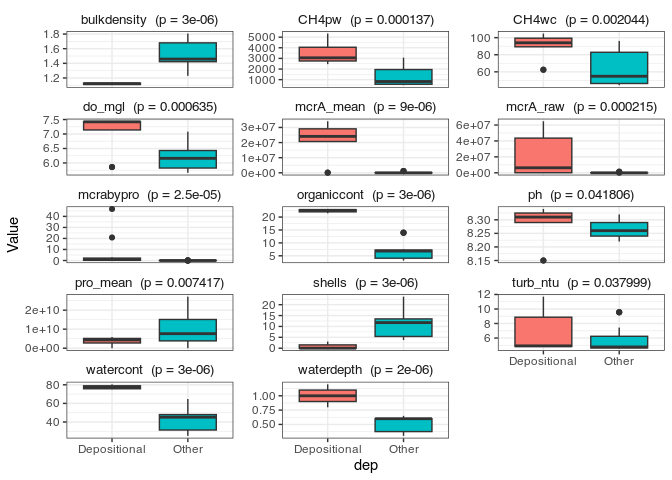 bulkdensity (p = 3e-06)
CH4pw (p = 0.000137)
CH4wc (p = 0.002044)
1.8
1.6
1.4
1.2
5000
4000
3000
2000
1000
100
80
60
do_mgl (p = 0.000635)
mcrA_mean (p = 9e-06)
mcrA_raw (p = 0.000215)
7.5
7.0
6.5
6.0
3e+07
2e+07
1e+07
0e+00
6e+07
4e+07
2e+07
0e+00
mcrabypro (p = 2.5e-05)
organiccont (p = 3e-06)
ph (p = 0.041806)
40
30
20
10
0
20
15
10
5
8.30
8.25
8.20
8.15
pro_mean (p = 0.007417)
shells (p = 3e-06)
turb_ntu (p = 0.037999)
2e+10
1e+10
0e+00
20
15
10
5
0
12
10
8
6
Depositional
Other
watercont (p = 3e-06)
waterdepth (p = 2e-06)
80
60
40
1.00
0.75
0.50
Depositional
Other
Depositional
Other
Value
dep